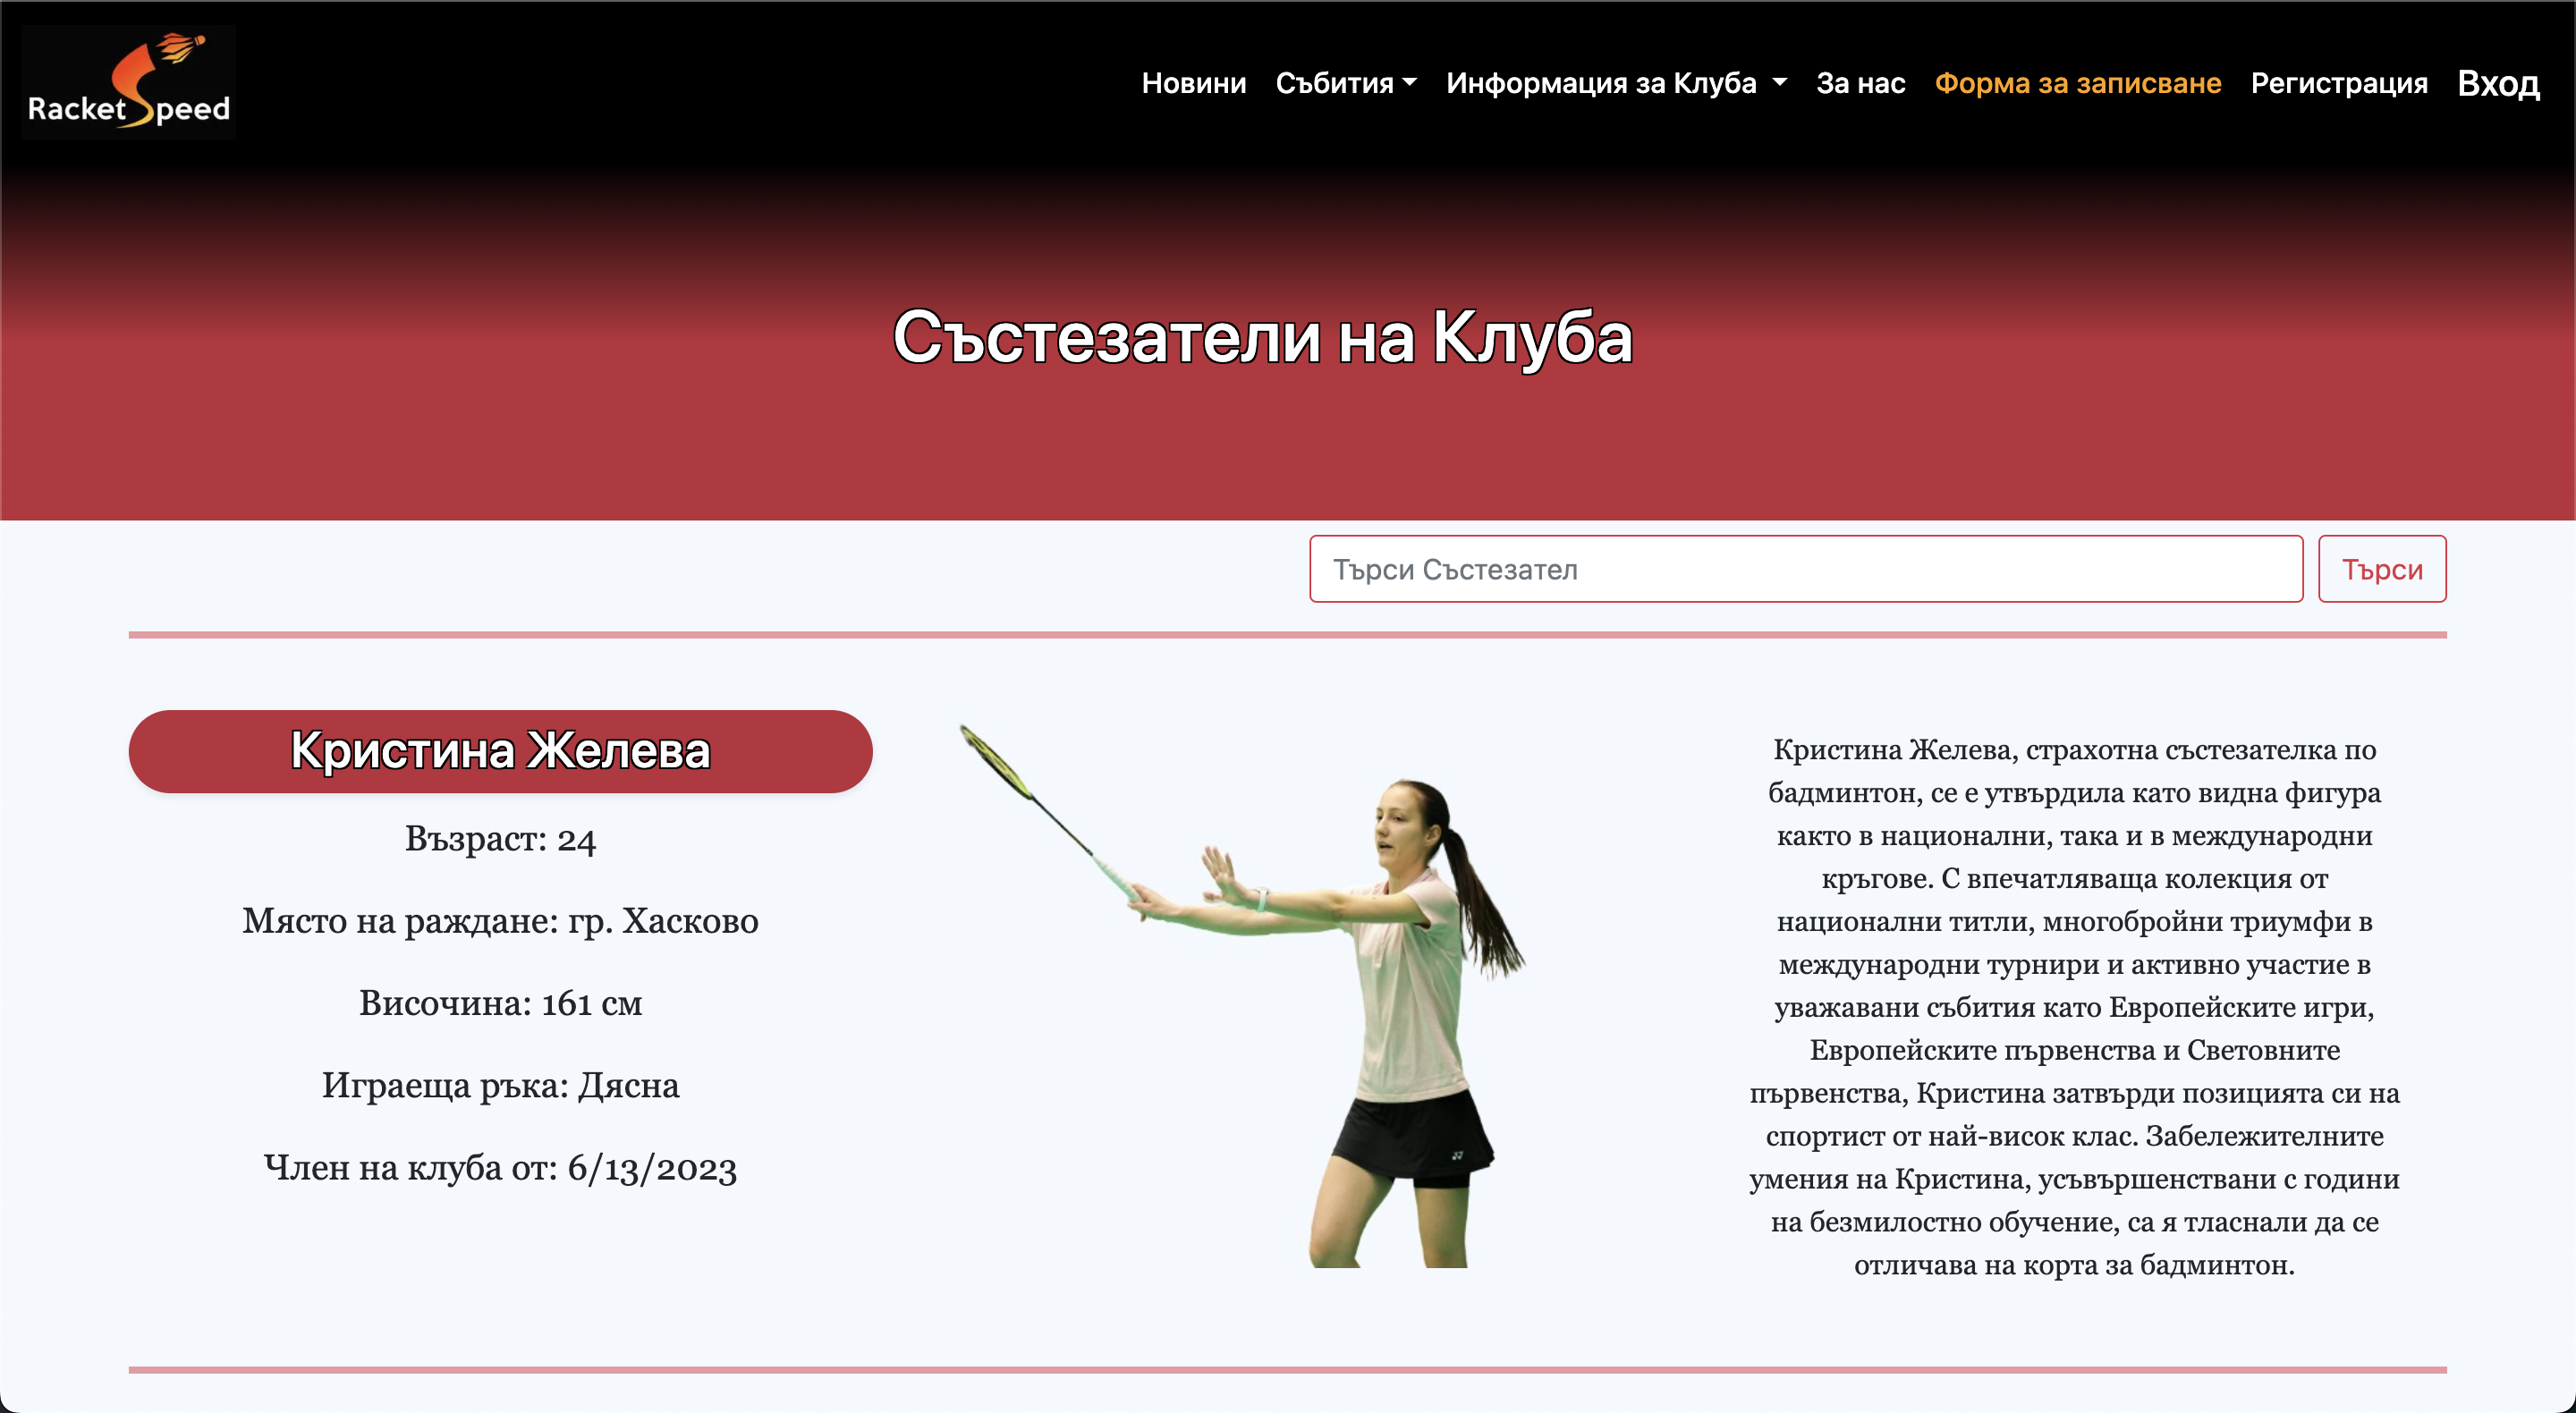 RacketSpeed
Новини Събития Информация за Клуба За нас Форма за записване Регистрация Вход
Състезатели на Клуба
Търси Състезател Търси
Кристина Желева
Възраст: 24
Място на раждане: гр. Хасково
Височина: 161 см
Играеща ръка: Дясна
Член на клуба от: 6/13/2023
Кристина Желева, страхотна състезателка по
бадминтон, се е утвърдила като видна фигура
както в национални, така и в международни
кръгове. С впечатляваща колекция от
национални титли, многобройни триумфи в
международни турнири и активно участие в
уважавани събития като Европейските игри,
Европейските първенства и Световните
първенства, Кристина затвърди позицията си на
спортист от най-висок клас. Забележителните
умения на Кристина, усъвършенствани с години
на безмилостно обучение, са я тласнали да се
отличава на корта за бадминтон.